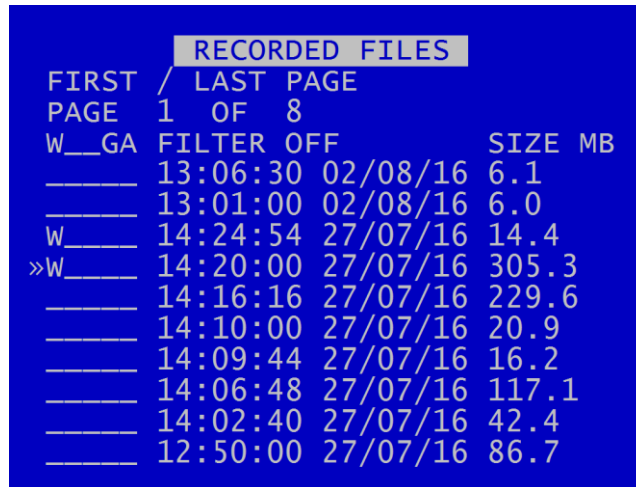 RECORDED FILES
FIRST / LAST PAGE
PAGE 1 OF 8
W__GA FILTER OFF SIZE MB
_____ 13:06:30 02/08/16 6.1
_____ 13:01:00 02/08/16 6.0
W____ 14:24:54 27/07/16 14.4
»W____ 14:20:00 27/07/16 305.3
_____ 14:16:16 27/07/16 229.6
_____ 14:10:00 27/07/16 20.9
_____ 14:09:44 27/07/16 16.2
_____ 14:06:48 27/07/16 117.1
_____ 14:02:40 27/07/16 42.4
_____ 12:50:00 27/07/16 86.7